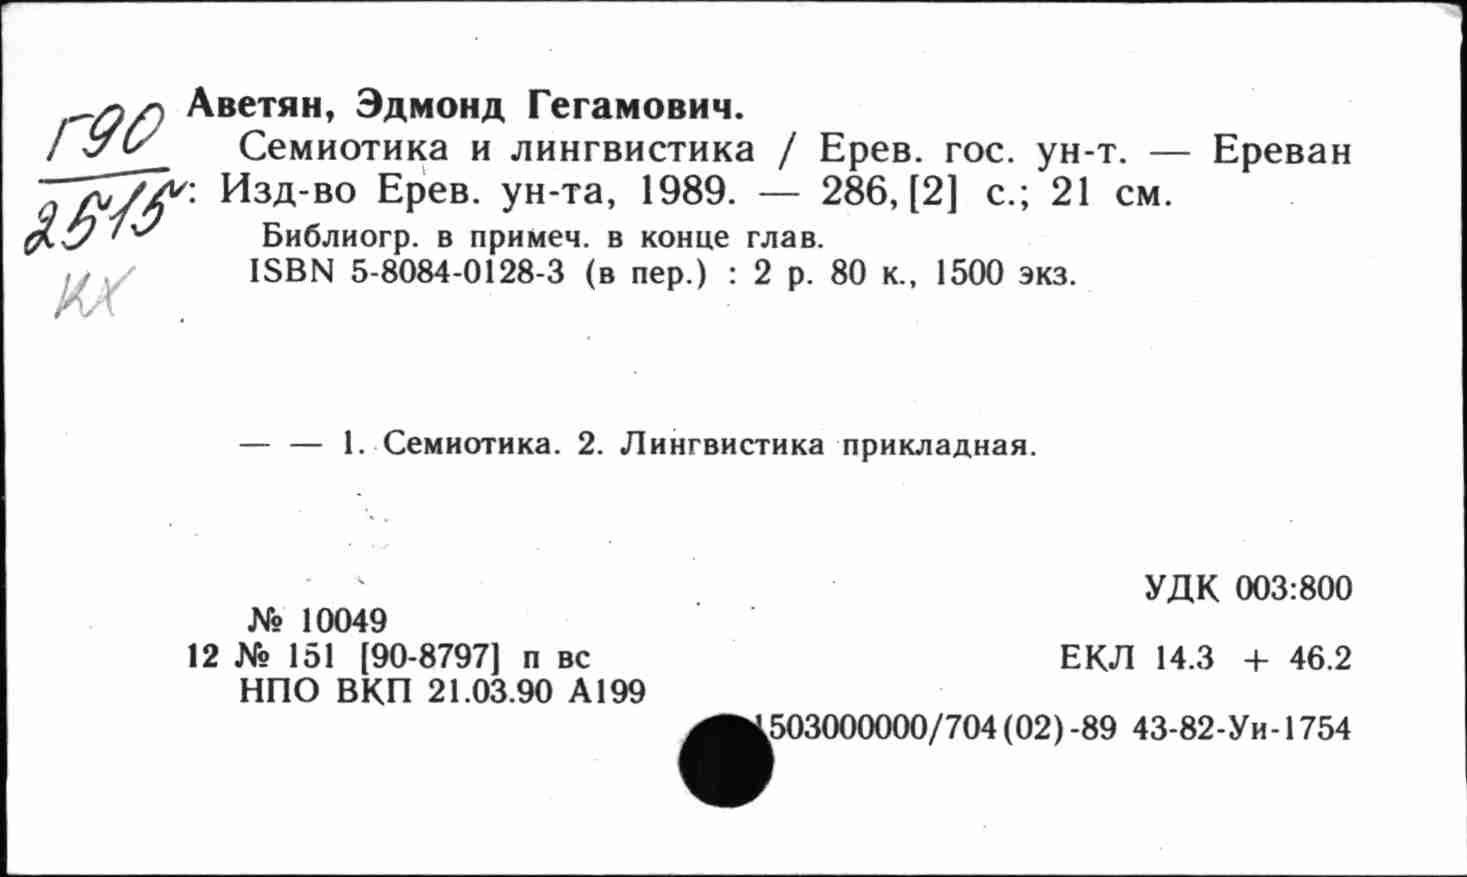 Г90
2515
КХ
Аветян, Эдмонд Гегамович.
Семиотика и лингвистика / Ерев. гос. ун-т. — Ереван
: Изд-во Ерев. ун-та, 1989. — 286, [2] с.; 21 см.
Библиогр. в примеч. в конце глав.
ISBN 5-8084-0128-3 (в пер.) : 2 р. 80 к., 1500 экз.
— — 1. Семиотика. 2. Лингвистика прикладная.
УДК 003:800
№ 10049
12 № 151 [90-8797] п вс
ЕКЛ 14.3 + 46.2
НПО ВКП 21.03.90 А199
1503000000/704(02)-89 43-82-Уи-1754